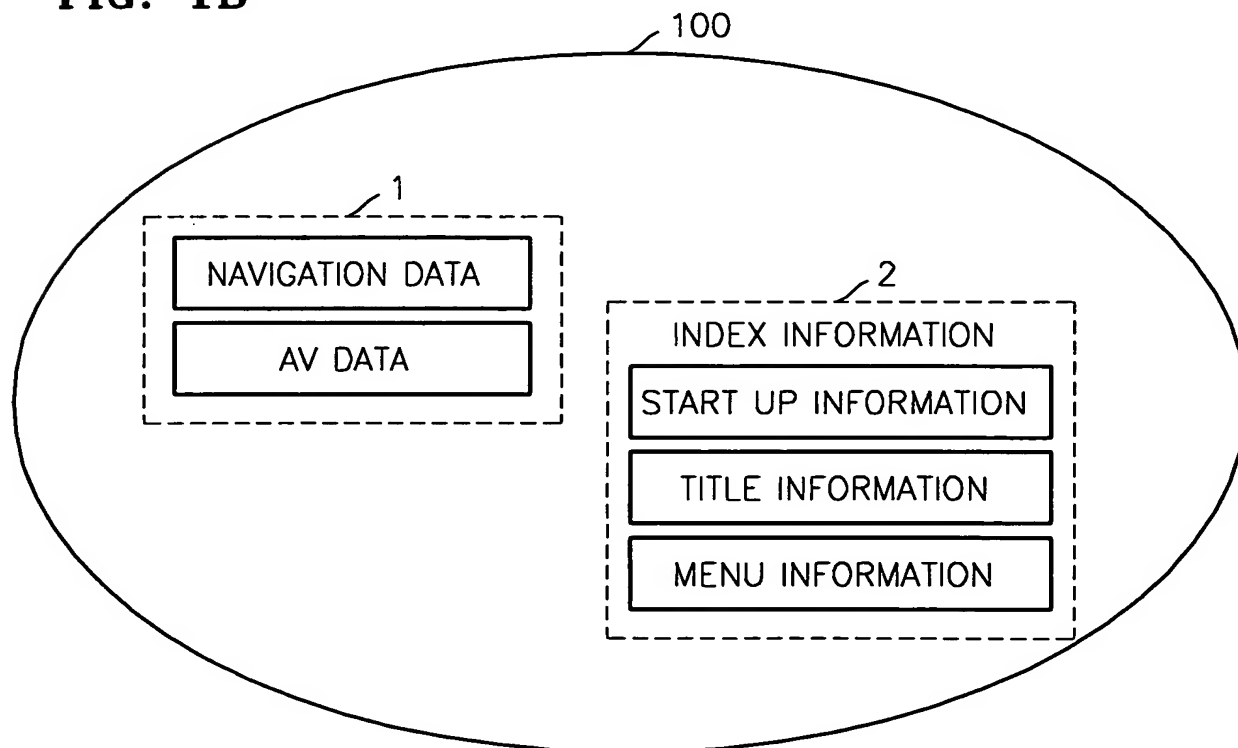 FIG. 1B
100
1
NAVIGATION DATA
AV DATA
2
INDEX INFORMATION
START UP INFORMATION
TITLE INFORMATION
MENU INFORMATION